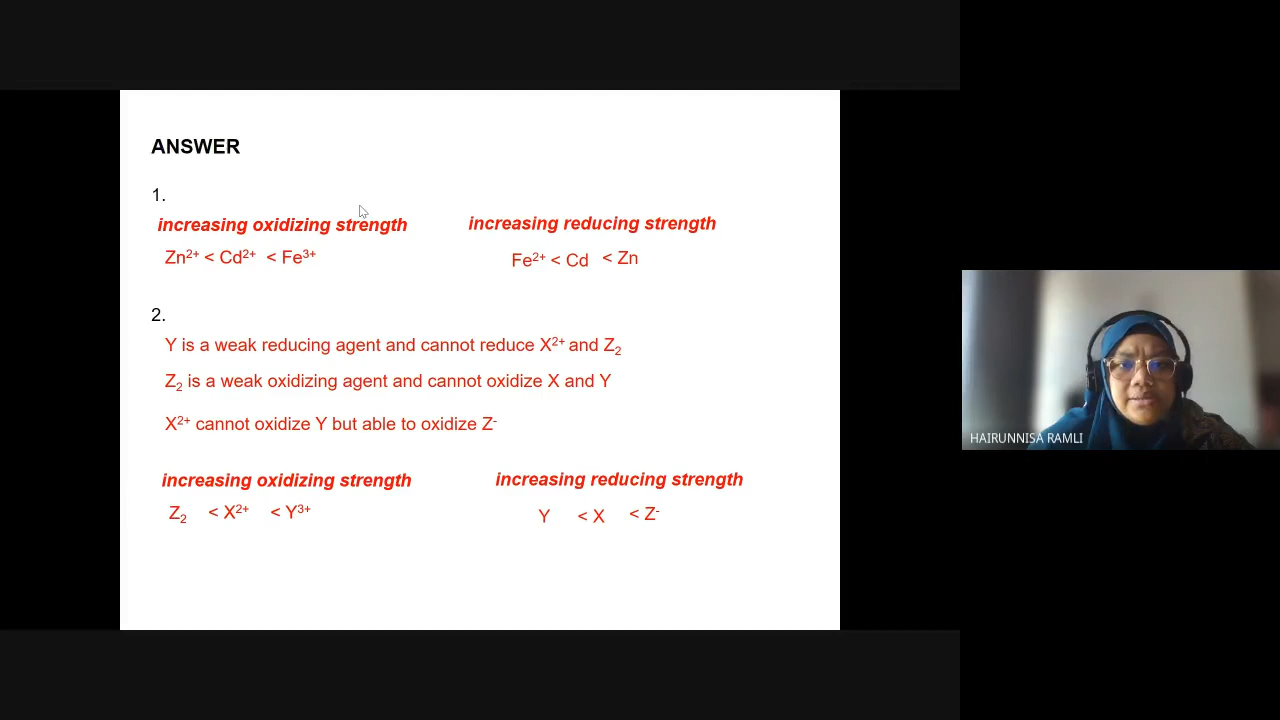 ANSWER
1.
increasing oxidizing strength increasing reducing strength
Zn²⁺ < Cd²⁺ < Fe³⁺ Fe²⁺ < Cd < Zn
2.
Y is a weak reducing agent and cannot reduce X²⁺ and Z₂
Z₂ is a weak oxidizing agent and cannot oxidize X and Y
X²⁺ cannot oxidize Y but able to oxidize Z⁻
increasing oxidizing strength increasing reducing strength
Z₂ < X²⁺ < Y³⁺ Y < X < Z⁻
HAIRUNNISA RAMLI